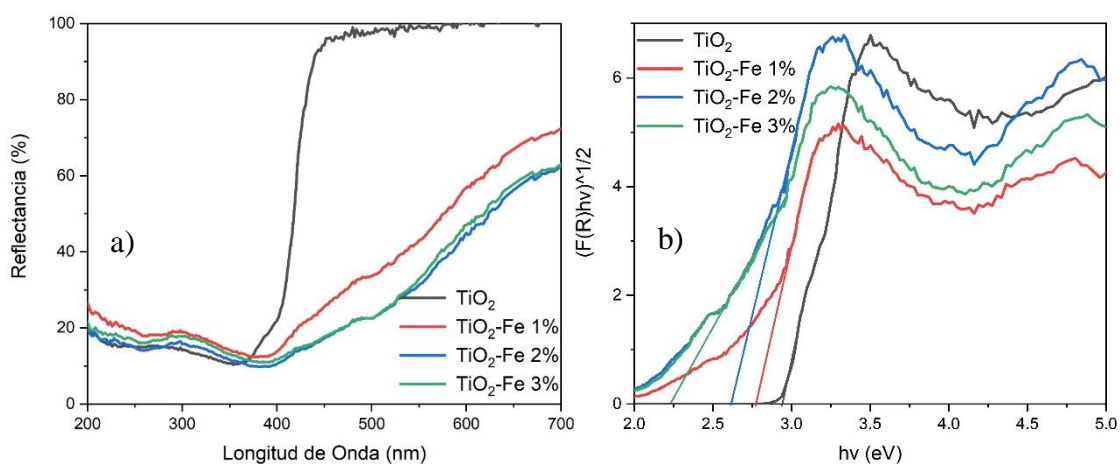 100
80
60
40
20
0
Reflectancia (%)
a)
TiO₂
TiO₂-Fe 1%
TiO₂-Fe 2%
TiO₂-Fe 3%
200 300 400 500 600 700
Longitud de Onda (nm)
TiO₂
TiO₂-Fe 1%
TiO₂-Fe 2%
TiO₂-Fe 3%
6
4
2
0
(F(R)hv)^1/2
b)
2.0 2.5 3.0 3.5 4.0 4.5 5.0
hv (eV)